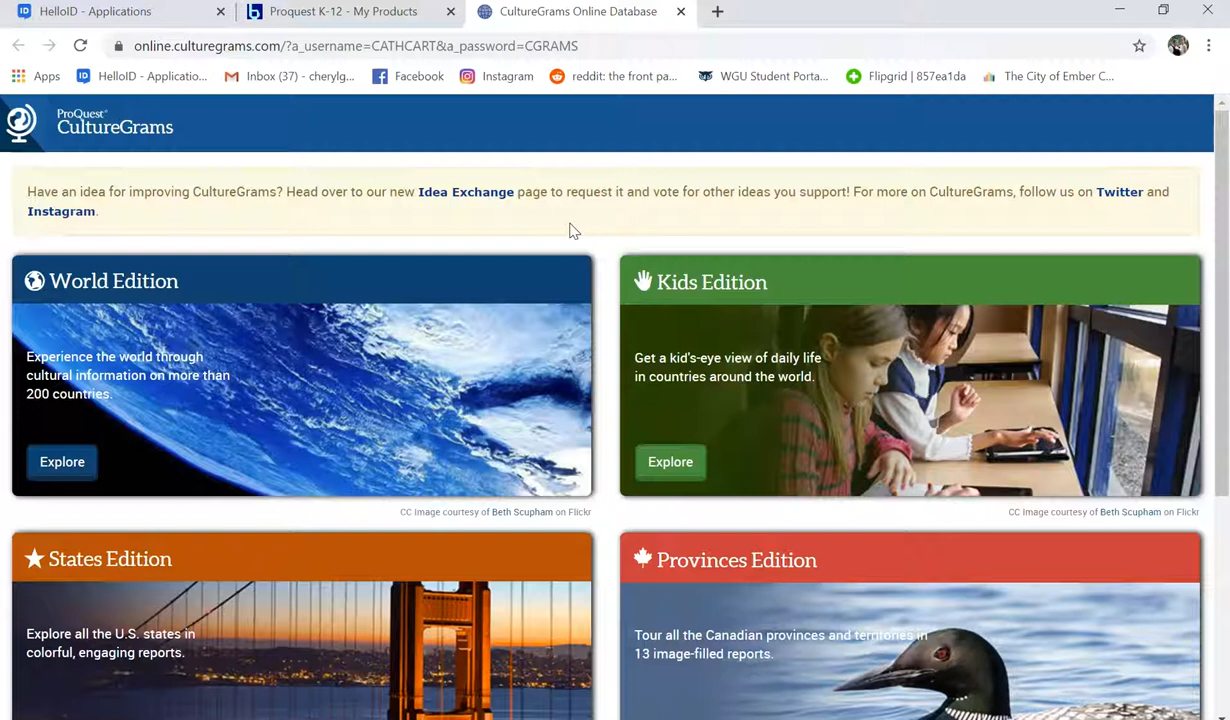 HelloID - Applications
Proquest K-12 - My Products
CultureGrams Online Database
online.culturegrams.com/?a_username=CATHCART&a_password=CGRAMS
Apps
HelloID - Applicatio...
Inbox (37) - cherylg...
Facebook
Instagram
reddit: the front pa...
WGU Student Porta...
Flipgrid | 857ea1da
The City of Ember C...
ProQuest
CultureGrams
Have an idea for improving CultureGrams? Head over to our new Idea Exchange page to request it and vote for other ideas you support! For more on CultureGrams, follow us on Twitter and
Instagram.
World Edition
Experience the world through
cultural information on more than
200 countries.
Explore
CC Image courtesy of Beth Scupham on Flickr
Kids Edition
Get a kid's-eye view of daily life
in countries around the world.
Explore
CC Image courtesy of Beth Scupham on Flickr
States Edition
Explore all the U.S. states in
colorful, engaging reports.
Provinces Edition
Tour all the Canadian provinces and territories in
13 image-filled reports.